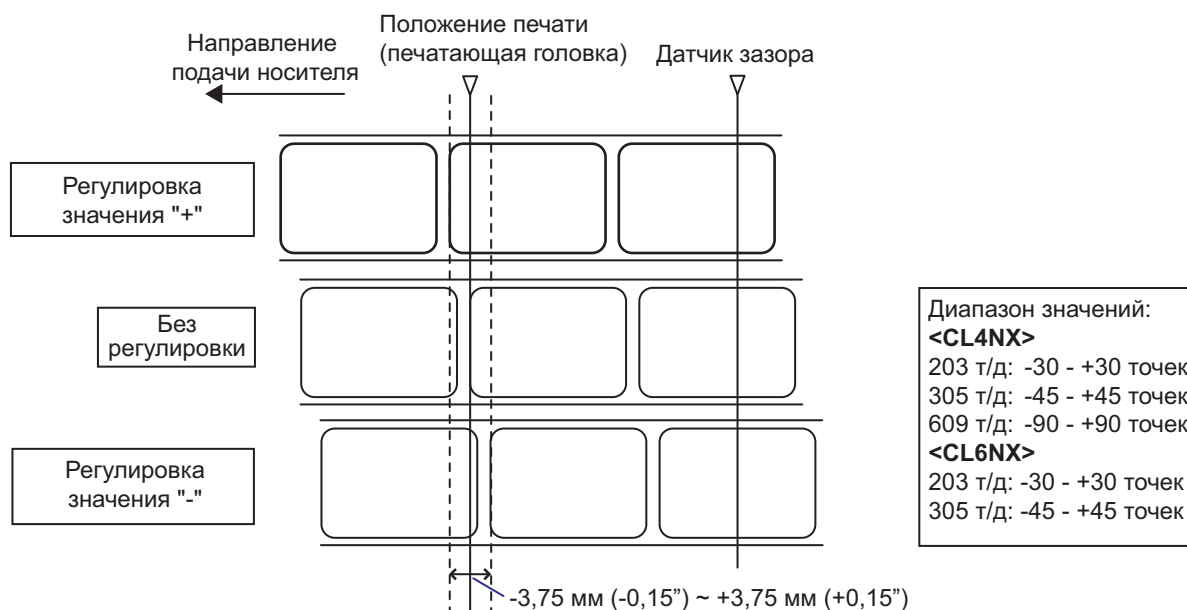 Направление
подачи носителя
Положение печати
(печатающая головка)
Датчик зазора
Регулировка
значения "+"
Без
регулировки
Регулировка
значения "-"
Диапазон значений:
<CL4NX>
203 т/д: -30 - +30 точек
305 т/д: -45 - +45 точек
609 т/д: -90 - +90 точек
<CL6NX>
203 т/д: -30 - +30 точек
305 т/д: -45 - +45 точек
-3,75 мм (-0,15”) ~ +3,75 мм (+0,15”)